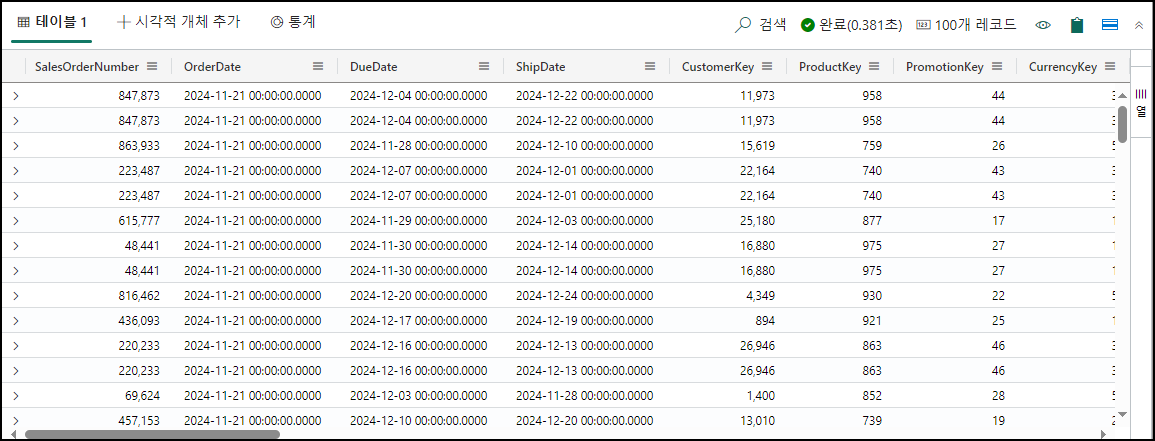 테이블 1 시각적 개체 추가 통계 검색 완료(0.381초) 100개 레코드
SalesOrderNumber OrderDate DueDate ShipDate CustomerKey ProductKey PromotionKey CurrencyKey
847,873 2024-11-21 00:00:00.0000 2024-12-04 00:00:00.0000 2024-12-22 00:00:00.0000 11,973 958 44
847,873 2024-11-21 00:00:00.0000 2024-12-04 00:00:00.0000 2024-12-22 00:00:00.0000 11,973 958 44
863,933 2024-11-21 00:00:00.0000 2024-11-28 00:00:00.0000 2024-12-10 00:00:00.0000 15,619 759 26
223,487 2024-11-21 00:00:00.0000 2024-12-07 00:00:00.0000 2024-12-01 00:00:00.0000 22,164 740 43
223,487 2024-11-21 00:00:00.0000 2024-12-07 00:00:00.0000 2024-12-01 00:00:00.0000 22,164 740 43
615,777 2024-11-21 00:00:00.0000 2024-11-29 00:00:00.0000 2024-12-03 00:00:00.0000 25,180 877 17
48,441 2024-11-21 00:00:00.0000 2024-11-30 00:00:00.0000 2024-12-14 00:00:00.0000 16,880 975 27
48,441 2024-11-21 00:00:00.0000 2024-11-30 00:00:00.0000 2024-12-14 00:00:00.0000 16,880 975 27
816,462 2024-11-21 00:00:00.0000 2024-12-20 00:00:00.0000 2024-12-24 00:00:00.0000 4,349 930 22
436,093 2024-11-21 00:00:00.0000 2024-12-17 00:00:00.0000 2024-12-19 00:00:00.0000 894 921 25
220,233 2024-11-21 00:00:00.0000 2024-12-16 00:00:00.0000 2024-12-13 00:00:00.0000 26,946 863 46
220,233 2024-11-21 00:00:00.0000 2024-12-16 00:00:00.0000 2024-12-13 00:00:00.0000 26,946 863 46
69,624 2024-11-21 00:00:00.0000 2024-12-03 00:00:00.0000 2024-11-28 00:00:00.0000 1,400 852 28
457,153 2024-11-21 00:00:00.0000 2024-12-10 00:00:00.0000 2024-12-20 00:00:00.0000 13,010 739 19
열